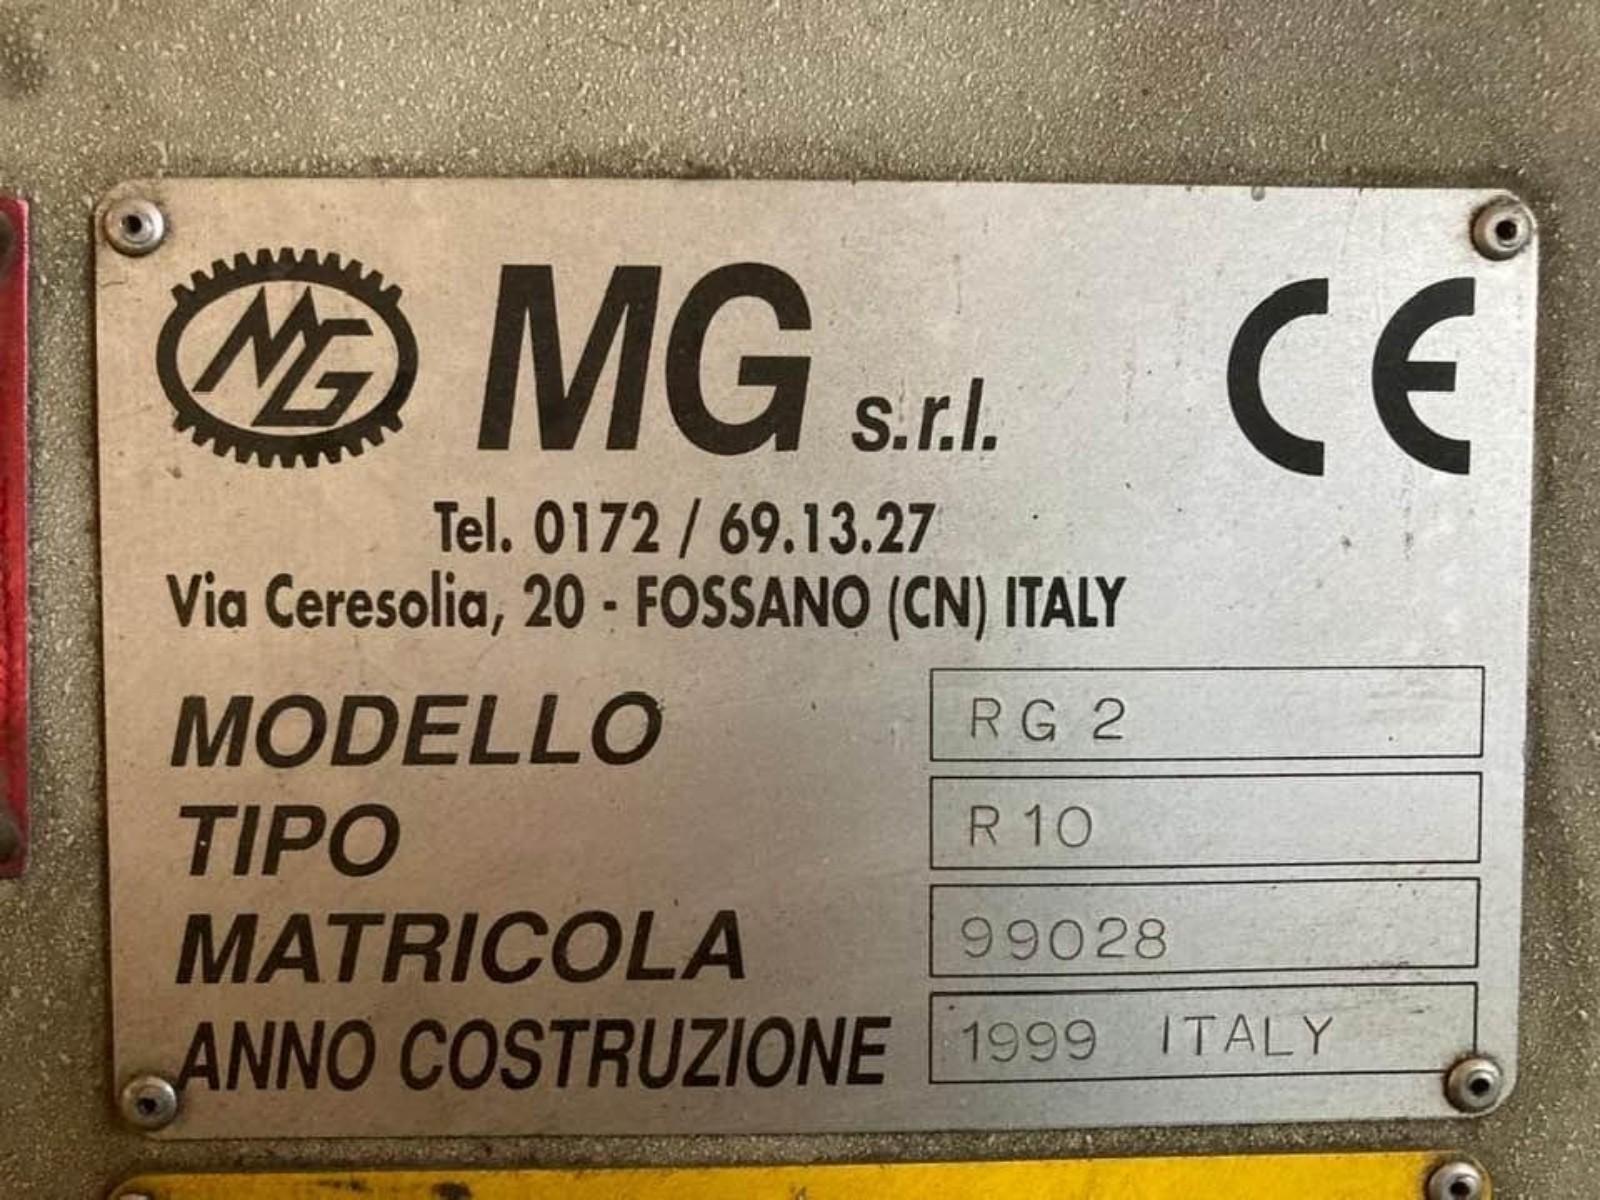 MG MG s.r.l. CE
Tel. 0172 / 69.13.27
Via Ceresolia, 20 - FOSSANO (CN) ITALY
MODELLO RG 2
TIPO R10
MATRICOLA 99028
ANNO COSTRUZIONE 1999 ITALY